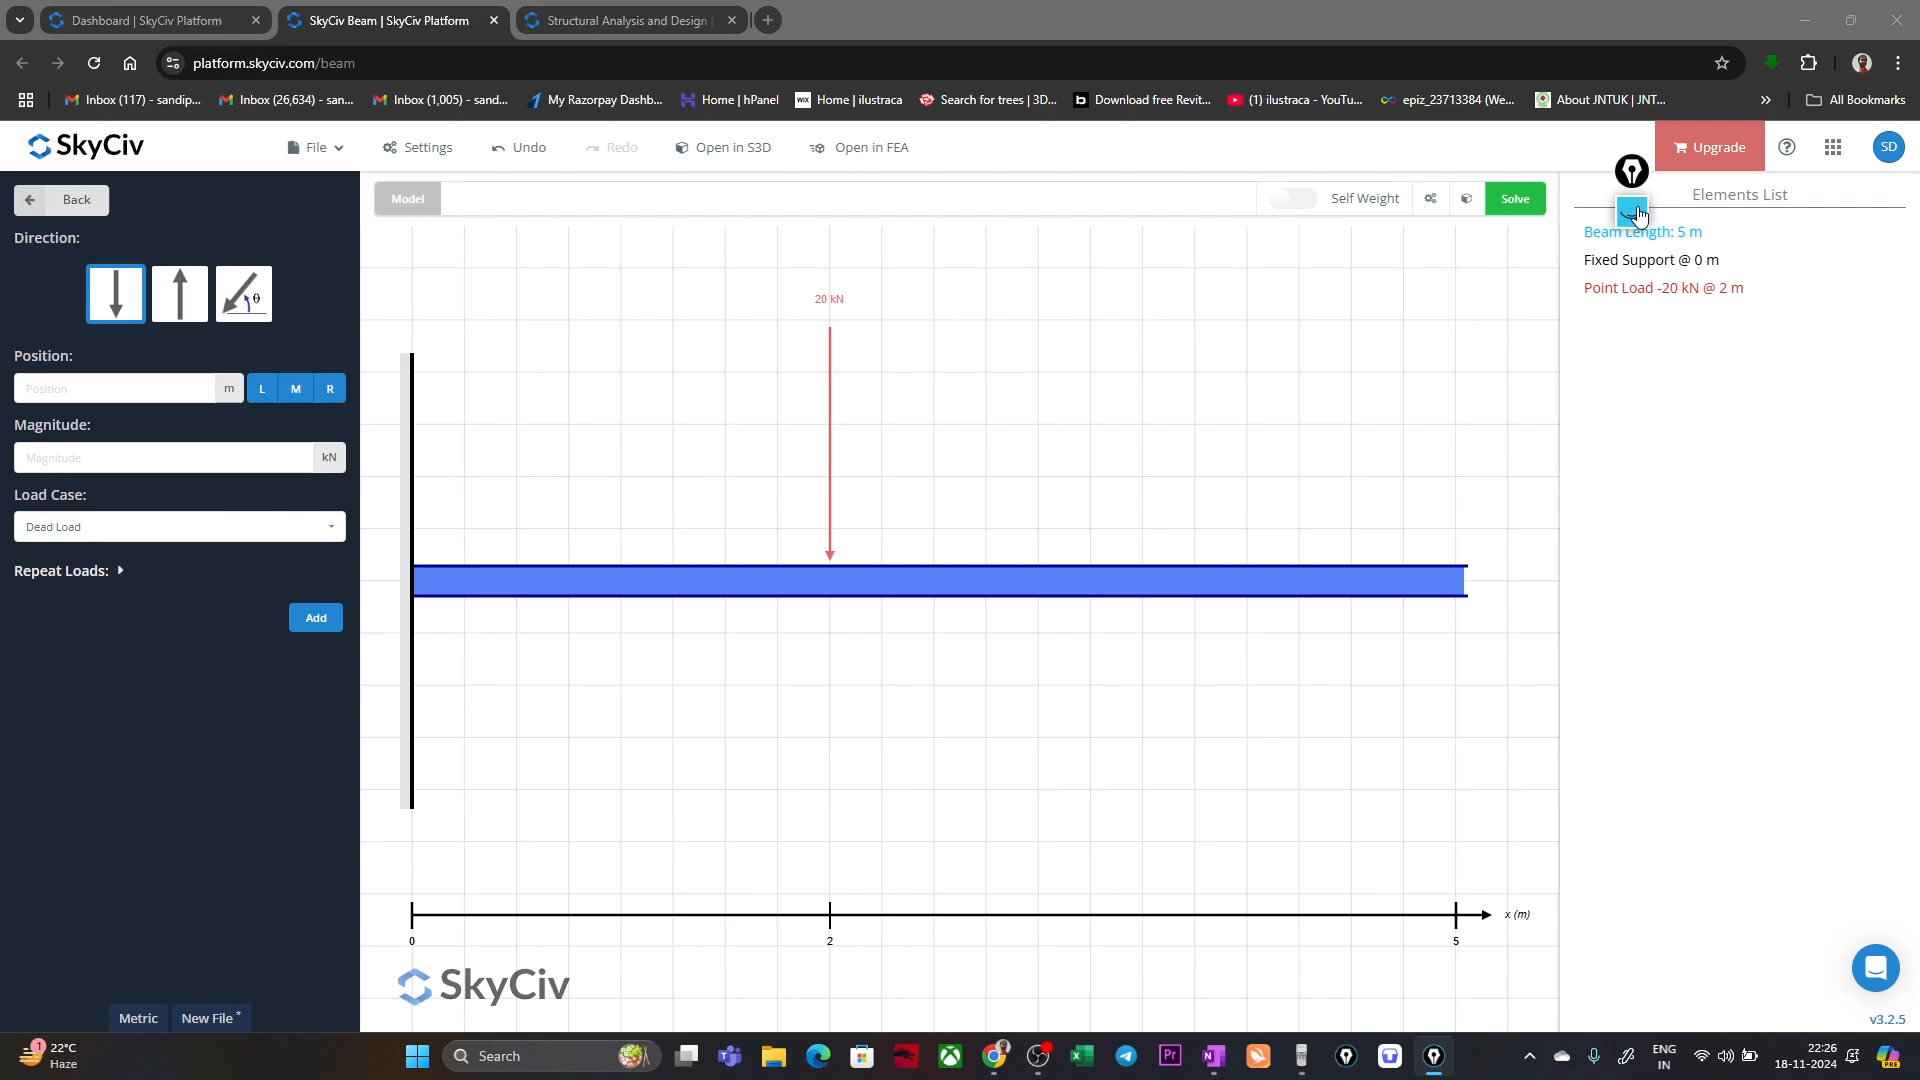 Dashboard | SkyCiv Platform
SkyCiv Beam | SkyCiv Platform
Structural Analysis and Design |
platform.skyciv.com/beam
Inbox (117) - sandip...
Inbox (26,634) - san...
Inbox (1,005) - sand...
My Razorpay Dashb...
Home | hPanel
WIX
Home | ilustraca
Search for trees | 3D...
b
Download free Revit...
(1) ilustraca - YouTu...
epiz_23713384 (We...
About JNTUK | JNT...
All Bookmarks
SkyCiv
File
Settings
Undo
Redo
Open in S3D
Open in FEA
Upgrade
SD
Back
Direction:
θ
Position:
Position
m
L
M
R
Magnitude:
Magnitude
kN
Load Case:
Dead Load
Repeat Loads:
Add
Metric
New File *
Model
Self Weight
Solve
20 kN
x (m)
0
2
5
SkyCiv
Elements List
Beam Length: 5 m
Fixed Support @ 0 m
Point Load -20 kN @ 2 m
v3.2.5
1
22°C
Haze
Search
Pr
ENG
IN
22:26
18-11-2024
PRE